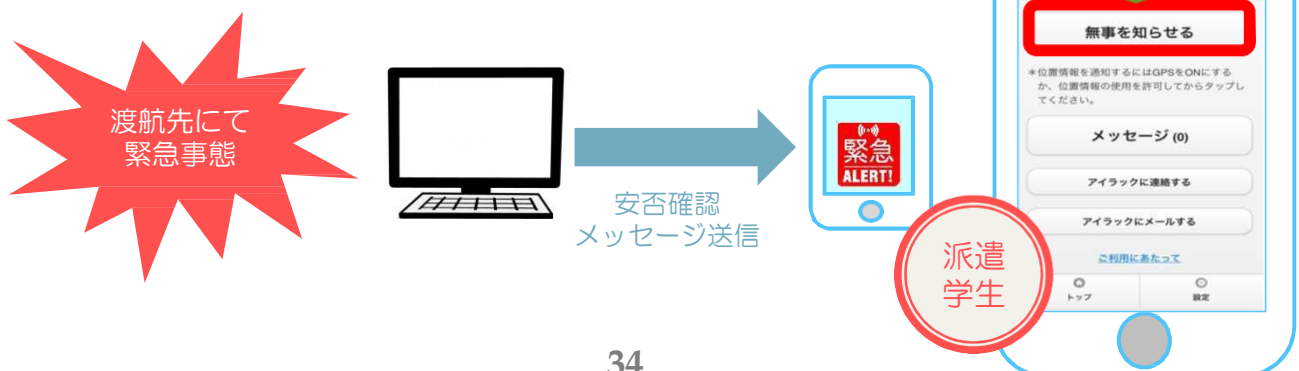 渡航先にて
緊急事態
安否確認
メッセージ送信
緊急
ALERT!
派遣
学生
無事を知らせる
*位置情報を通知するにはGPSをONにする
か、位置情報の使用を許可してからタップし
てください。
メッセージ (0)
アイラックに連絡する
アイラックにメールする
ご利用にあたって
トップ
設定
34